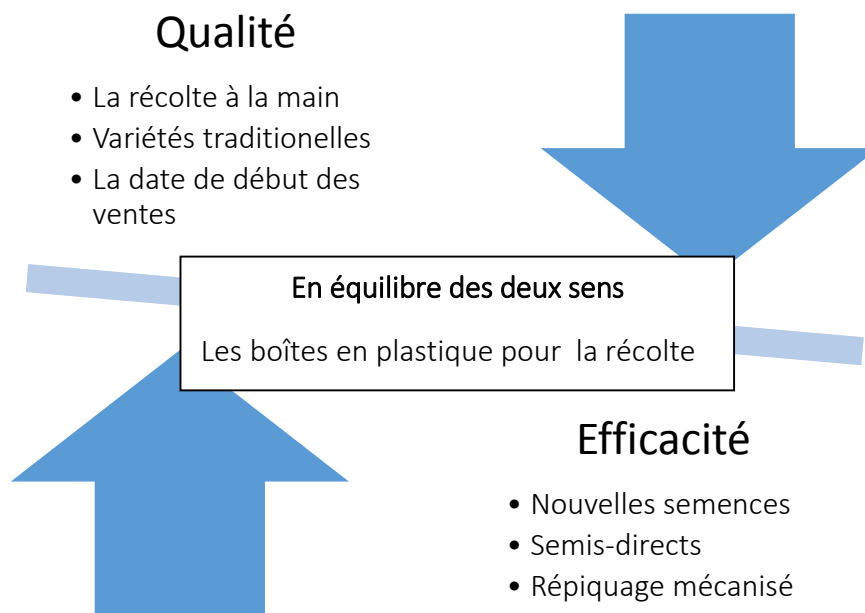 Qualité
• La récolte à la main
• Variétés traditionelles
• La date de début des
ventes
En équilibre des deux sens
Les boîtes en plastique pour la récolte
Efficacité
• Nouvelles semences
• Semis-directs
• Répiquage mécanisé